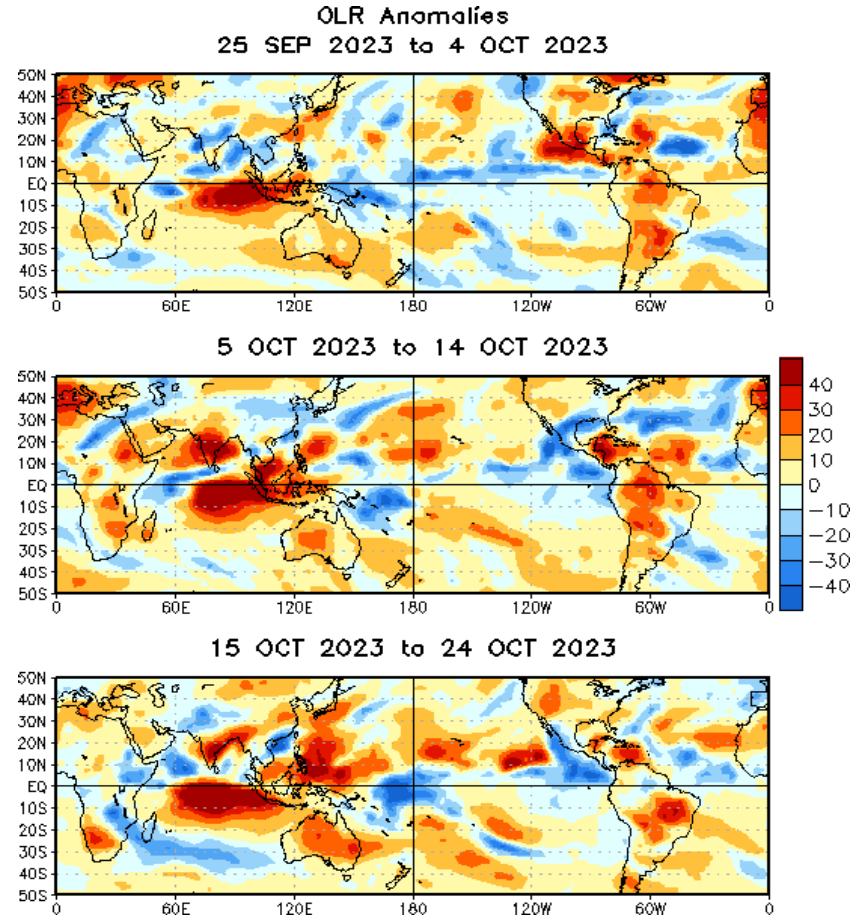 OLR Anomalies
25 SEP 2023 to 4 OCT 2023
50N
40N
30N
20N
10N
EQ
10S
20S
30S
40S
50S
0 60E 120E 180 120W 60W 0
5 OCT 2023 to 14 OCT 2023
50N
40N
30N
20N
10N
EQ
10S
20S
30S
40S
50S
0 60E 120E 180 120W 60W 0
40
30
20
10
0
−10
−20
−30
−40
15 OCT 2023 to 24 OCT 2023
50N
40N
30N
20N
10N
EQ
10S
20S
30S
40S
50S
0 60E 120E 180 120W 60W 0